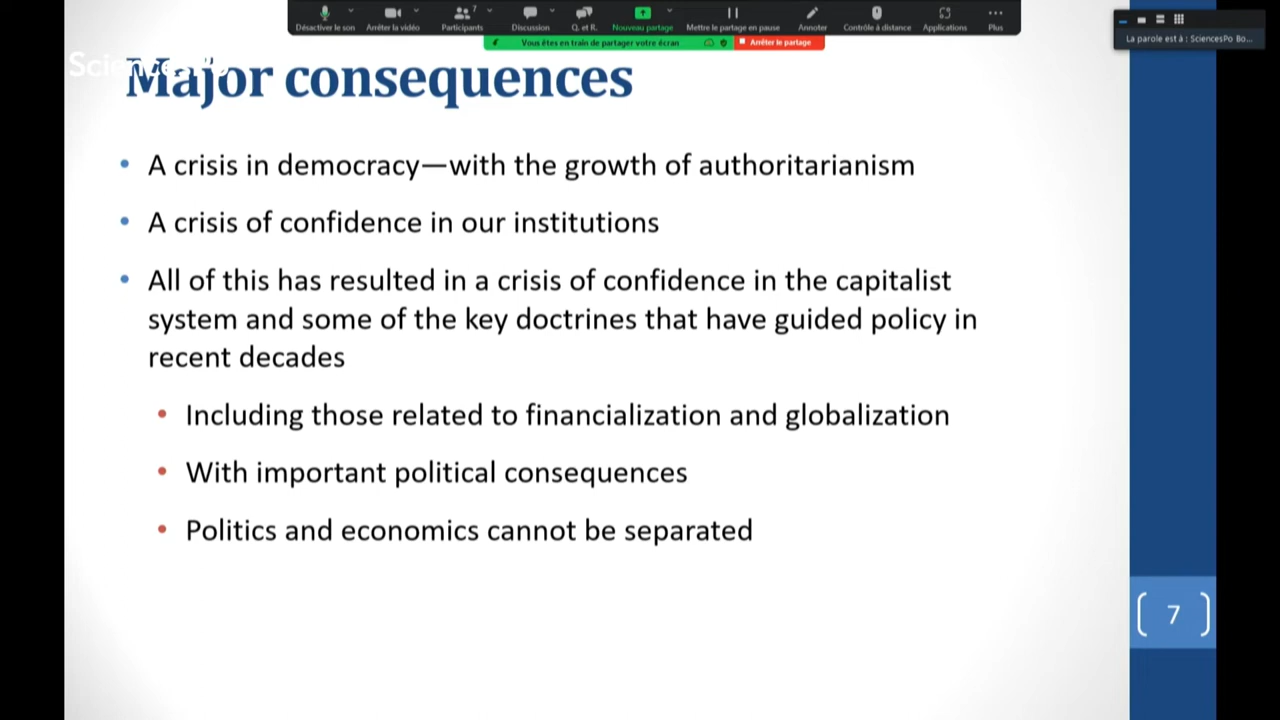 Désactiver le son
Arrêter la vidéo
Participants
7
Discussion
Q. et R.
Nouveau partage
Mettre le partage en pause
Annoter
Contrôle à distance
Applications
Plus
Vous êtes en train de partager votre écran
Arrêter le partage
La parole est à : SciencesPo Bo...
SciencesPo
Major consequences
• A crisis in democracy—with the growth of authoritarianism
• A crisis of confidence in our institutions
• All of this has resulted in a crisis of confidence in the capitalist
system and some of the key doctrines that have guided policy in
recent decades
• Including those related to financialization and globalization
• With important political consequences
• Politics and economics cannot be separated
7